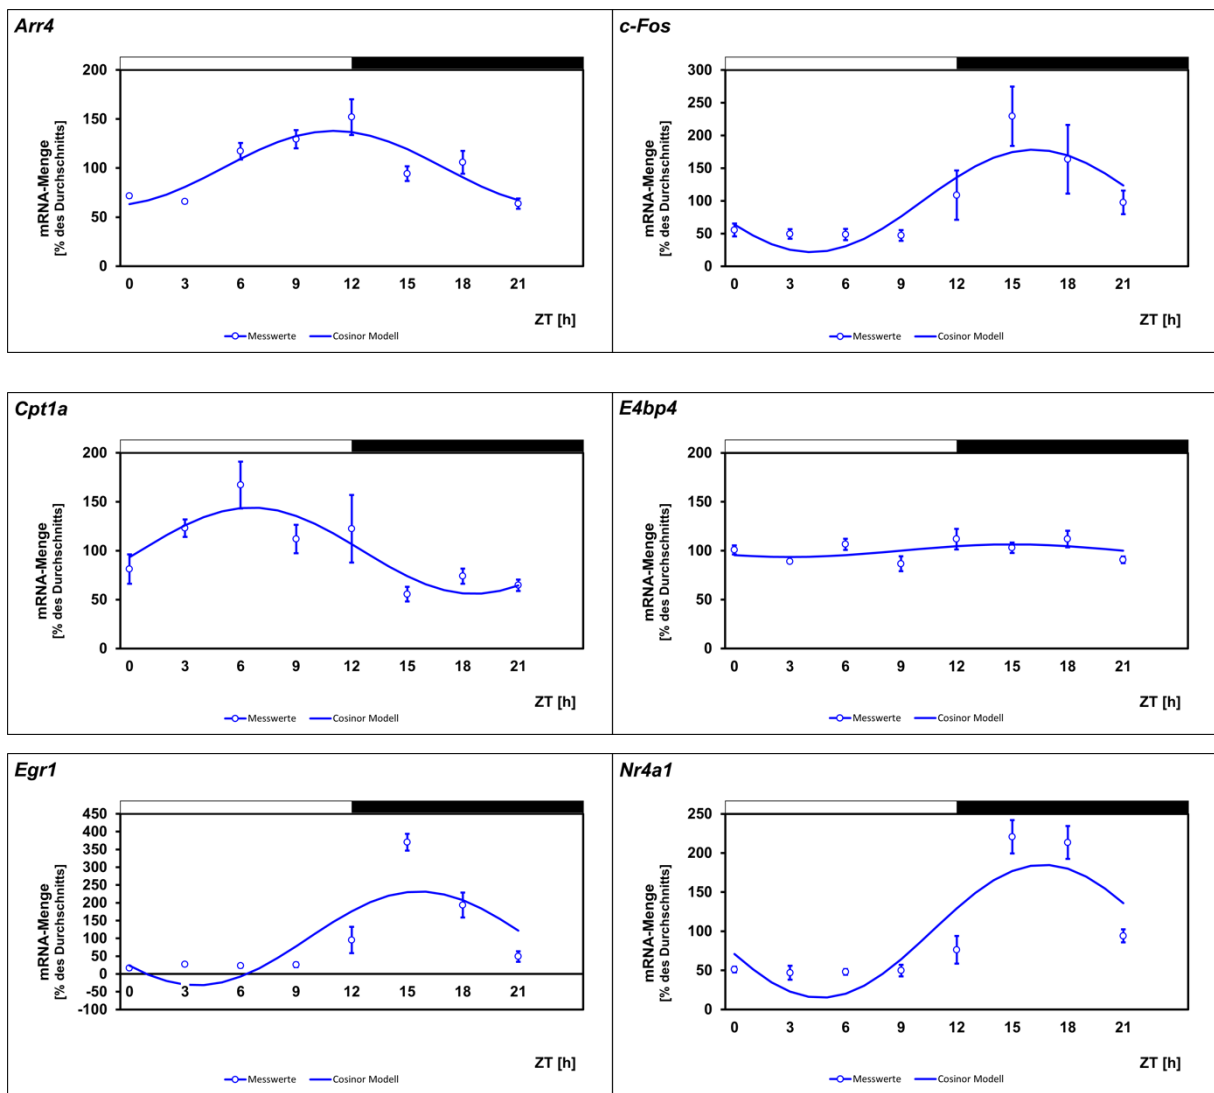 Arr4
200
150
100
50
0
mRNA-Menge
[% des Durchschnitts]
0 3 6 9 12 15 18 21
ZT [h]
Messwerte Cosinor Modell
c-Fos
300
250
200
150
100
50
0
mRNA-Menge
[% des Durchschnitts]
0 3 6 9 12 15 18 21
ZT [h]
Messwerte Cosinor Modell
Cpt1a
200
150
100
50
0
mRNA-Menge
[% des Durchschnitts]
0 3 6 9 12 15 18 21
ZT [h]
Messwerte Cosinor Modell
E4bp4
200
150
100
50
0
mRNA-Menge
[% des Durchschnitts]
0 3 6 9 12 15 18 21
ZT [h]
Messwerte Cosinor Modell
Egr1
450
400
350
300
250
200
150
100
50
0
-50
-100
mRNA-Menge
[% des Durchschnitts]
0 3 6 9 12 15 18 21
ZT [h]
Messwerte Cosinor Modell
Nr4a1
250
200
150
100
50
0
mRNA-Menge
[% des Durchschnitts]
0 3 6 9 12 15 18 21
ZT [h]
Messwerte Cosinor Modell